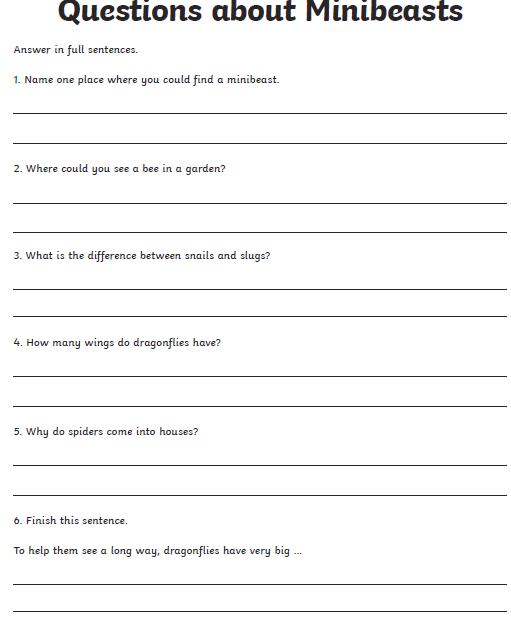 Questions about Minibeasts
Answer in full sentences.
1. Name one place where you could find a minibeast.
2. Where could you see a bee in a garden?
3. What is the difference between snails and slugs?
4. How many wings do dragonflies have?
5. Why do spiders come into houses?
6. Finish this sentence.
To help them see a long way, dragonflies have very big ...